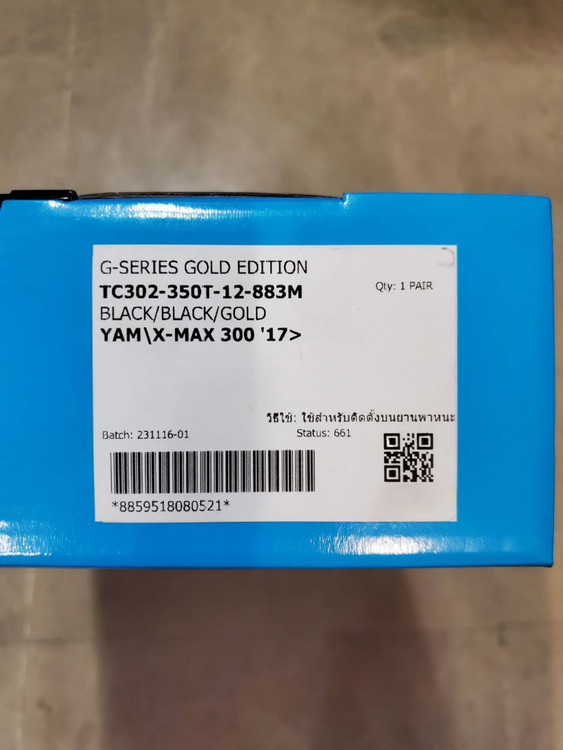 G-SERIES GOLD EDITION
TC302-350T-12-883M
Qty: 1 PAIR
BLACK/BLACK/GOLD
YAM\X-MAX 300 '17>
วิธีใช้: ใช้สำหรับติดตั้งบนยานพาหนะ
Batch: 231116-01
Status: 661
*8859518080521*